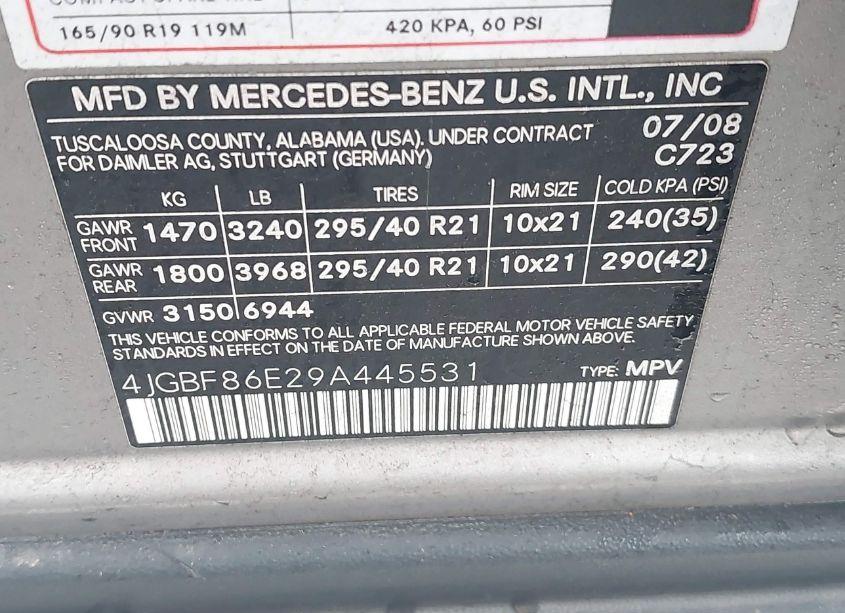 165/90 R19 119M 420 KPA, 60 PSI
MFD BY MERCEDES-BENZ U.S. INTL., INC
TUSCALOOSA COUNTY, ALABAMA (USA). UNDER CONTRACT 07/08
FOR DAIMLER AG, STUTTGART (GERMANY) C723
KG LB TIRES RIM SIZE COLD KPA (PSI)
GAWR FRONT 1470 3240 295/40 R21 10x21 240(35)
GAWR REAR 1800 3968 295/40 R21 10x21 290(42)
GVWR 3150 6944
THIS VEHICLE CONFORMS TO ALL APPLICABLE FEDERAL MOTOR VEHICLE SAFETY
STANDARDS IN EFFECT ON THE DATE OF MANUFACTURE SHOWN ABOVE.
4JGBF86E29A445531 TYPE: MPV